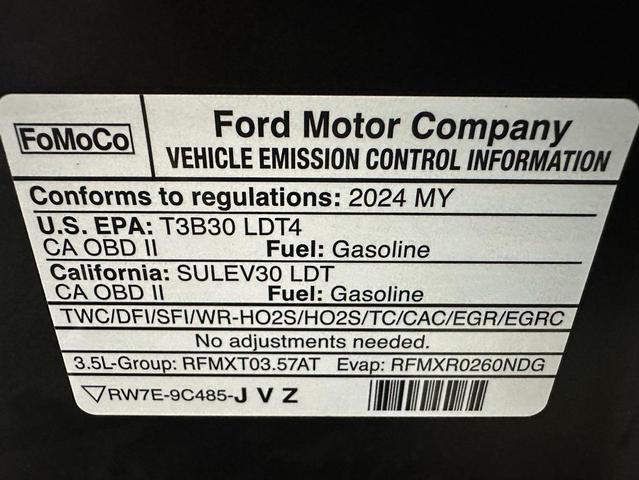 FoMoCo
Ford Motor Company
VEHICLE EMISSION CONTROL INFORMATION
Conforms to regulations: 2024 MY
U.S. EPA: T3B30 LDT4
CA OBD II Fuel: Gasoline
California: SULEV30 LDT
CA OBD II Fuel: Gasoline
TWC/DFI/SFI/WR-HO2S/HO2S/TC/CAC/EGR/EGRC
No adjustments needed.
3.5L-Group: RFMXT03.57AT Evap: RFMXR0260NDG
RW7E-9C485-J V Z